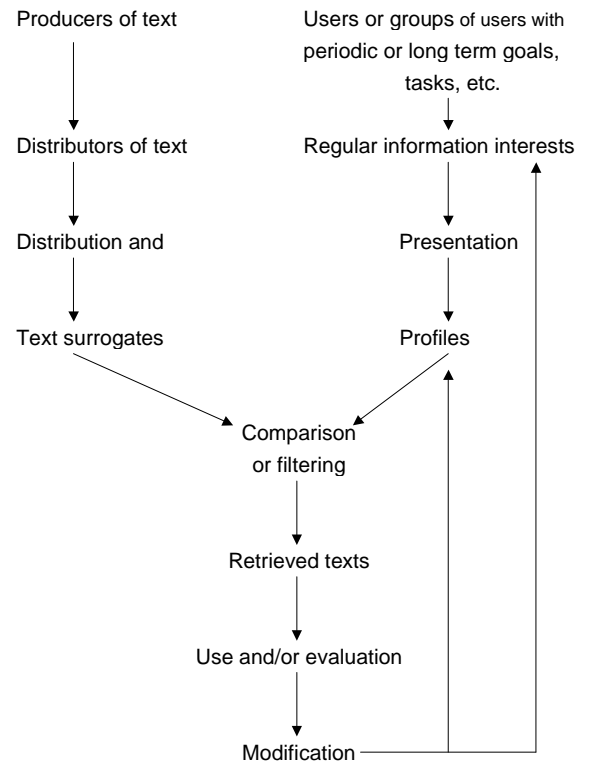 Producers of text
Users or groups of users with
periodic or long term goals,
tasks, etc.
Distributors of text
Regular information interests
Distribution and
Presentation
Text surrogates
Profiles
Comparison
or filtering
Retrieved texts
Use and/or evaluation
Modification